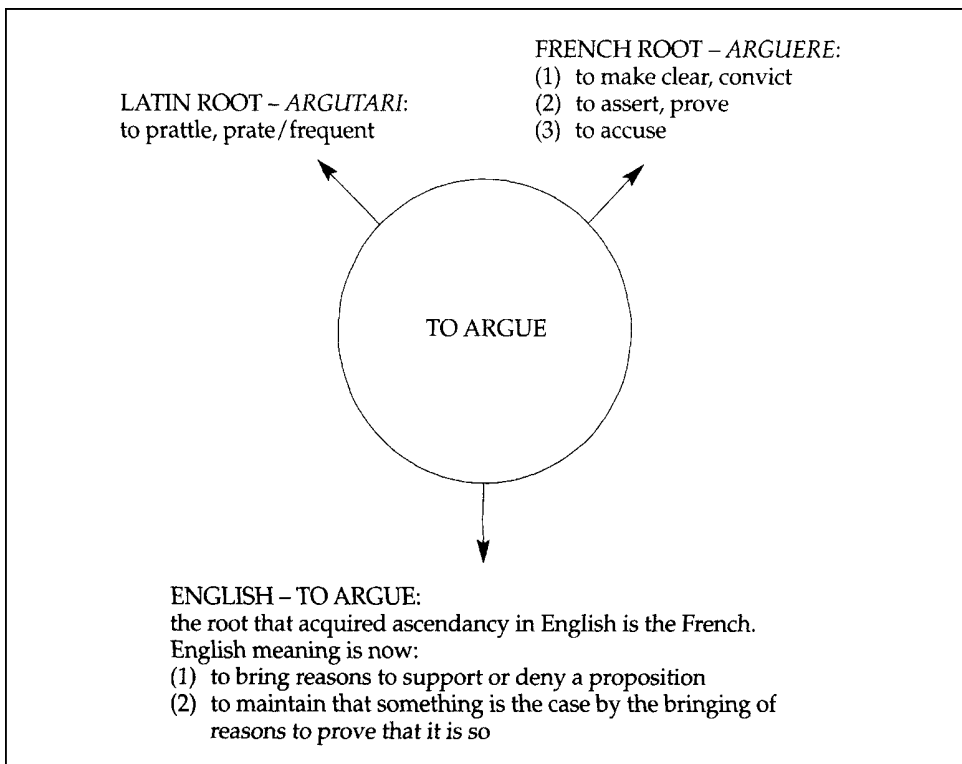 LATIN ROOT – ARGUTARI:
to prattle, prate/frequent
FRENCH ROOT – ARGUERE:
(1) to make clear, convict
(2) to assert, prove
(3) to accuse
TO ARGUE
ENGLISH – TO ARGUE:
the root that acquired ascendancy in English is the French.
English meaning is now:
(1) to bring reasons to support or deny a proposition
(2) to maintain that something is the case by the bringing of
reasons to prove that it is so